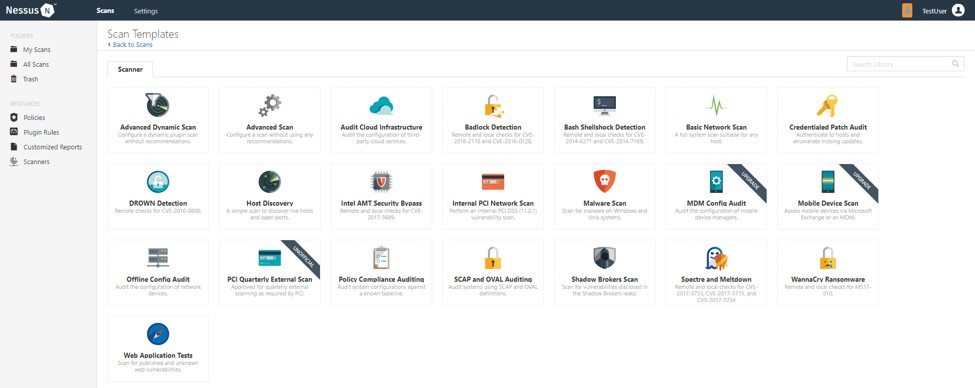 Nessus N
Scans
Settings
TestUser
FOLDERS
My Scans
All Scans
Trash
RESOURCES
Policies
Plugin Rules
Customized Reports
Scanners
Scan Templates
Back to Scans
Scanner
Search Library
Advanced Dynamic Scan
Configure a dynamic plugin scan
without recommendations.
Advanced Scan
Configure a scan without using any
recommendations.
Audit Cloud Infrastructure
Audit the configuration of third-
party cloud services.
Badlock Detection
Remote and local checks for CVE-
2016-2118 and CVE-2016-0128.
Bash Shellshock Detection
Remote and local checks for CVE-
2014-6271 and CVE-2014-7169.
Basic Network Scan
A full system scan suitable for any
host.
Credentialed Patch Audit
Authenticate to hosts and
enumerate missing updates.
DROWN Detection
Remote checks for CVE-2016-0800.
Host Discovery
A simple scan to discover live hosts
and open ports.
Intel AMT Security Bypass
Remote and local checks for CVE-
2017-5689.
Internal PCI Network Scan
Perform an internal PCI DSS (11.2.1)
vulnerability scan.
Malware Scan
Scan for malware on Windows and
Unix systems.
UPGRADE
MDM Config Audit
Audit the configuration of mobile
device managers.
UPGRADE
Mobile Device Scan
Assess mobile devices via Microsoft
Exchange or an MDM.
Offline Config Audit
Audit the configuration of network
devices.
UNOFFICIAL
PCI Quarterly External Scan
Approved for quarterly external
scanning as required by PCI.
Policy Compliance Auditing
Audit system configurations against
a known baseline.
SCAP and OVAL Auditing
Audit systems using SCAP and OVAL
definitions.
Shadow Brokers Scan
Scan for vulnerabilities disclosed in
the Shadow Brokers leaks.
Spectre and Meltdown
Remote and local checks for CVE-
2017-5753, CVE-2017-5715, and
CVE-2017-5754
WannaCry Ransomware
Remote and local checks for MS17-
010.
Web Application Tests
Scan for published and unknown
web vulnerabilities.